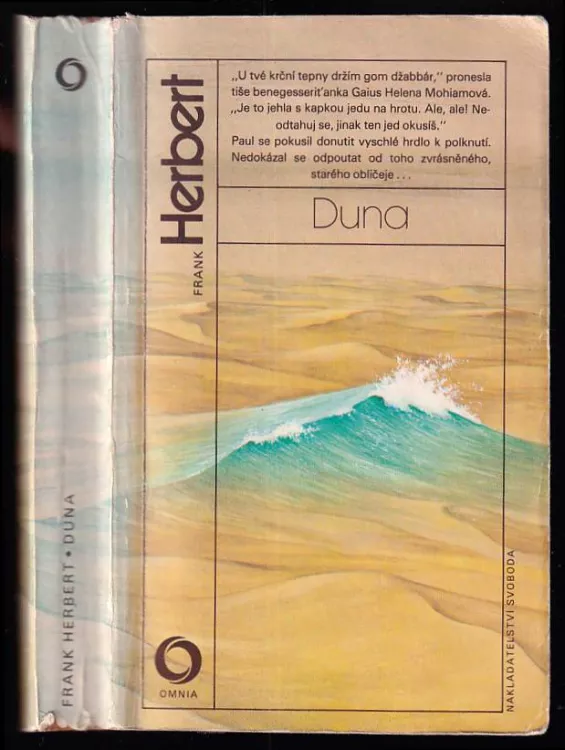 FRANK HERBERT • DUNA
FRANK Herbert
„U tvé krční tepny držím gom džabbár,“ pronesla
tiše benegesserit'anka Gaius Helena Mohiamová.
„Je to jehla s kapkou jedu na hrotu. Ale, ale! Ne-
odtahuj se, jinak ten jed okusíš.“
Paul se pokusil donutit vyschlé hrdlo k polknutí.
Nedokázal se odpoutat od toho zvrásněného,
starého obličeje . . .
Duna
OMNIA
NAKLADATELSTVÍ SVOBODA